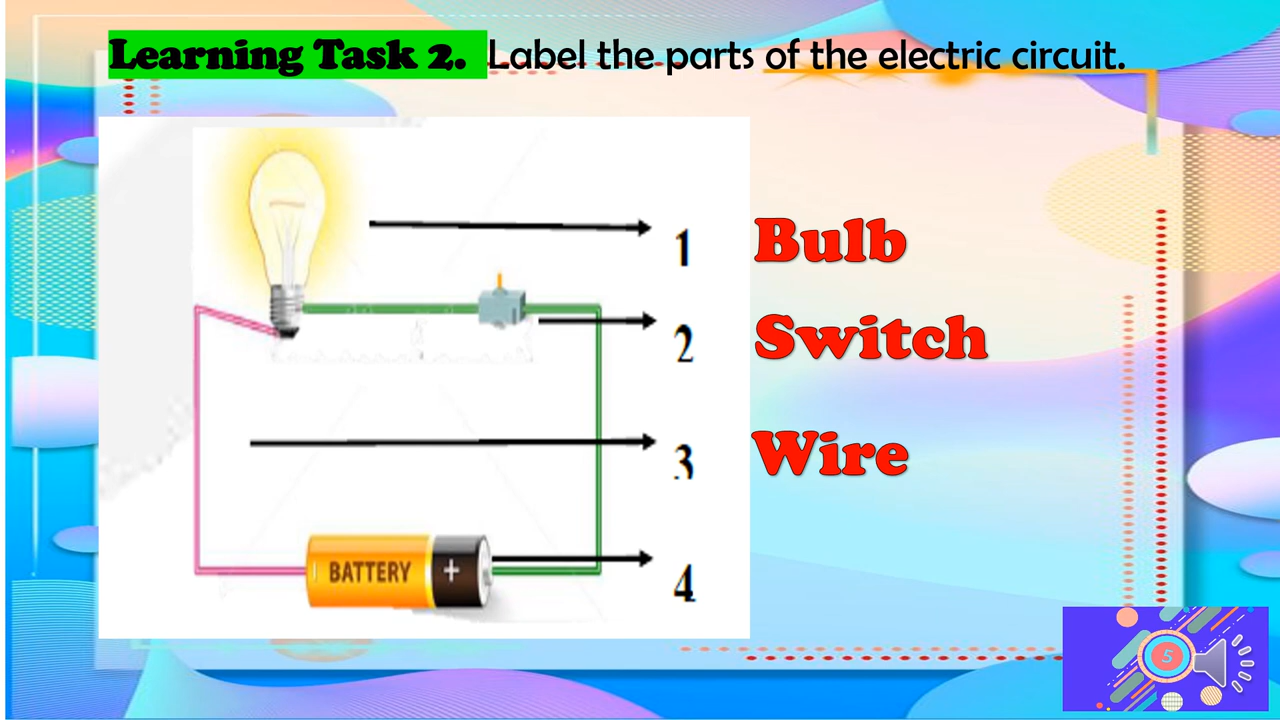 Learning Task 2. Label the parts of the electric circuit.
1 Bulb
2 Switch
3 Wire
BATTERY +
4
5